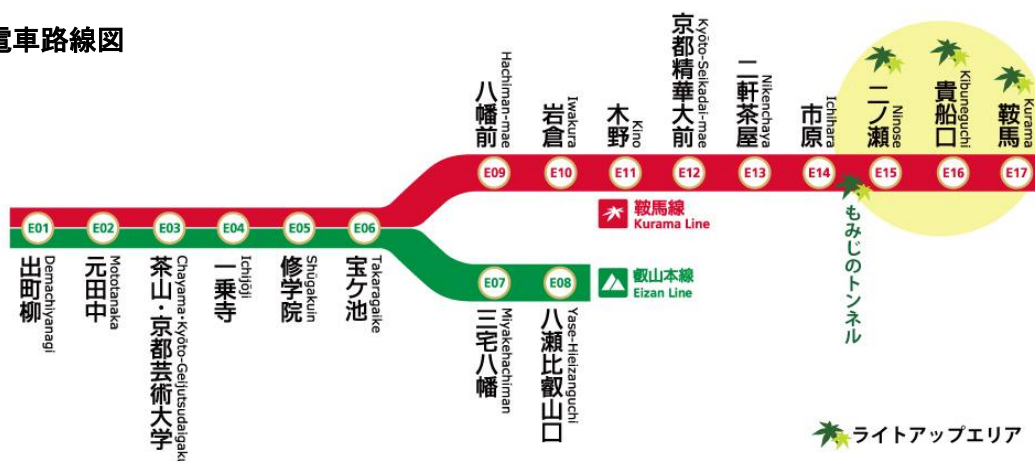 電車路線図
E01
出町柳
Demachiyanagi
E02
元田中
Mototanaka
E03
茶山・京都芸術大学
Chayama・Kyōto-Geijutsudaigaku
E04
一乗寺
Ichijōji
E05
修学院
Shūgakuin
E06
宝ケ池
Takaragaike
八幡前
Hachiman-mae
E09
岩倉
Iwakura
E10
木野
Kino
E11
京都精華大前
Kyōto-Seikadai-mae
E12
二軒茶屋
Nikenchaya
E13
市原
Ichihara
E14
二ノ瀬
Ninose
E15
貴船口
Kibuneguchi
E16
鞍馬
Kurama
E17
鞍馬線
Kurama Line
もみじのトンネル
E07
三宅八幡
Miyakehachiman
E08
八瀬比叡山口
Yase-Hieizanguchi
叡山本線
Eizan Line
ライトアップエリア